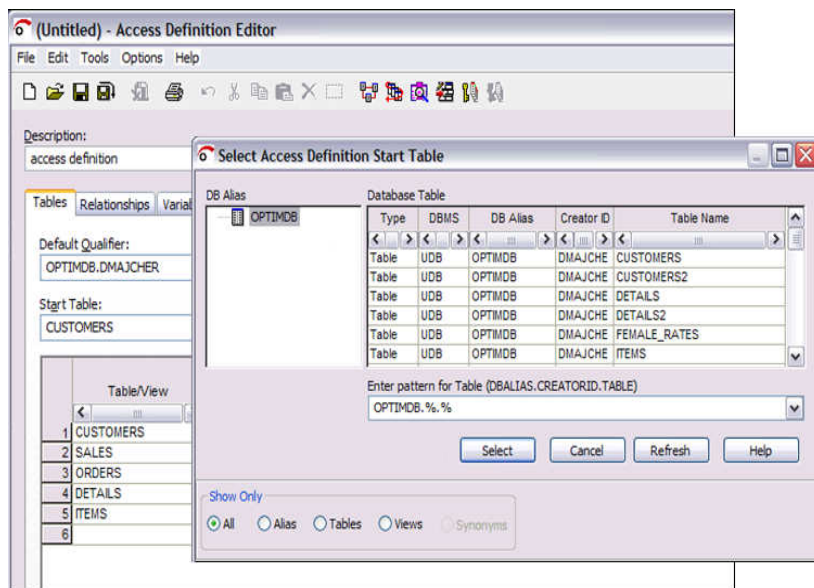 (Untitled) - Access Definition Editor
File Edit Tools Options Help
Description:
access definition
Tables Relationships
Default Qualifier:
OPTIMDB.DMAJCHER
Start Table:
CUSTOMERS
Table/View
1 CUSTOMERS
2 SALES
3 ORDERS
4 DETAILS
5 ITEMS
6
Select Access Definition Start Table
DB Alias
OPTIMDB
Database Table
Type DBMS DB Alias Creator ID Table Name
Table UDB OPTIMDB DMAJCHE CUSTOMERS
Table UDB OPTIMDB DMAJCHE CUSTOMERS2
Table UDB OPTIMDB DMAJCHE DETAILS
Table UDB OPTIMDB DMAJCHE DETAILS2
Table UDB OPTIMDB DMAJCHE FEMALE_RATES
Table UDB OPTIMDB DMAJCHE ITEMS
Enter pattern for Table (DBALIAS.CREATORID.TABLE)
OPTIMDB.%.%
Select Cancel Refresh Help
Show Only
All Alias Tables Views Synonyms